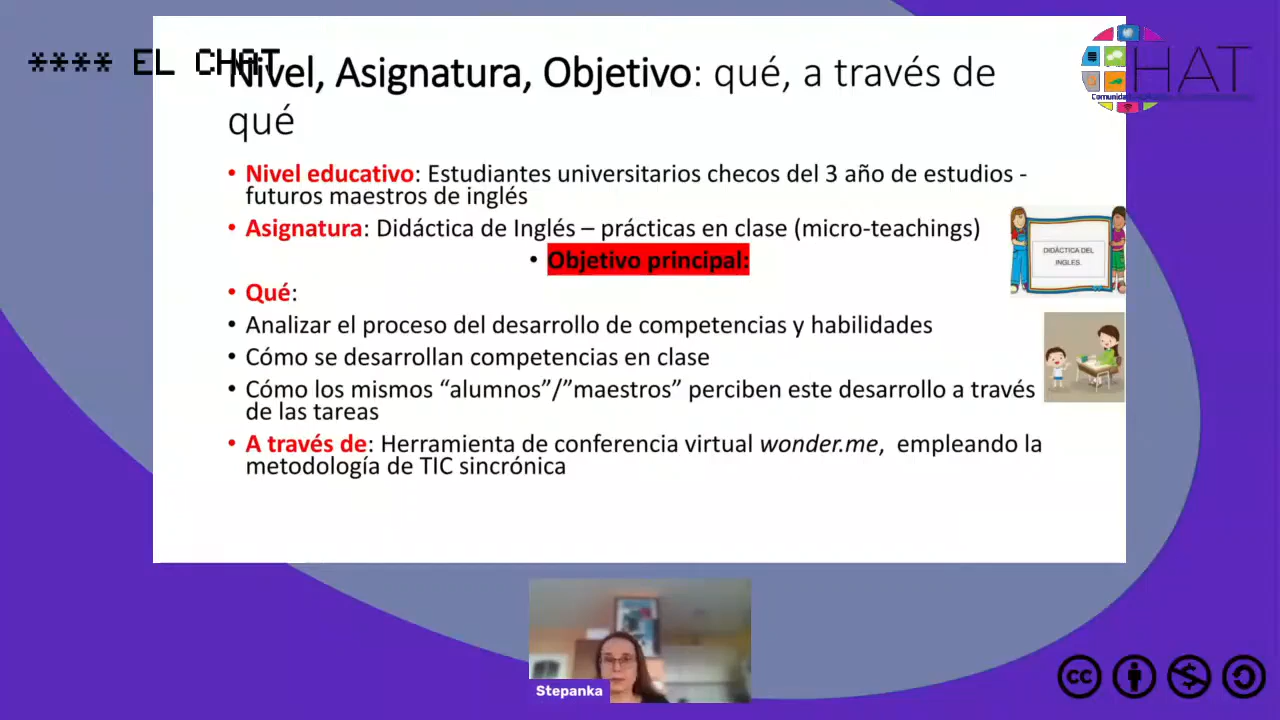 **** EL CHAT
HAT
Nivel, Asignatura, Objetivo: qué, a través de
qué
• Nivel educativo: Estudiantes universitarios checos del 3 año de estudios -
futuros maestros de inglés
• Asignatura: Didáctica de Inglés – prácticas en clase (micro-teachings)
• Objetivo principal:
DIDÁCTICA DEL
INGLES.
• Qué:
• Analizar el proceso del desarrollo de competencias y habilidades
• Cómo se desarrollan competencias en clase
• Cómo los mismos “alumnos”/”maestros” perciben este desarrollo a través
de las tareas
• A través de: Herramienta de conferencia virtual wonder.me, empleando la
metodología de TIC sincrónica
Stepanka
cc